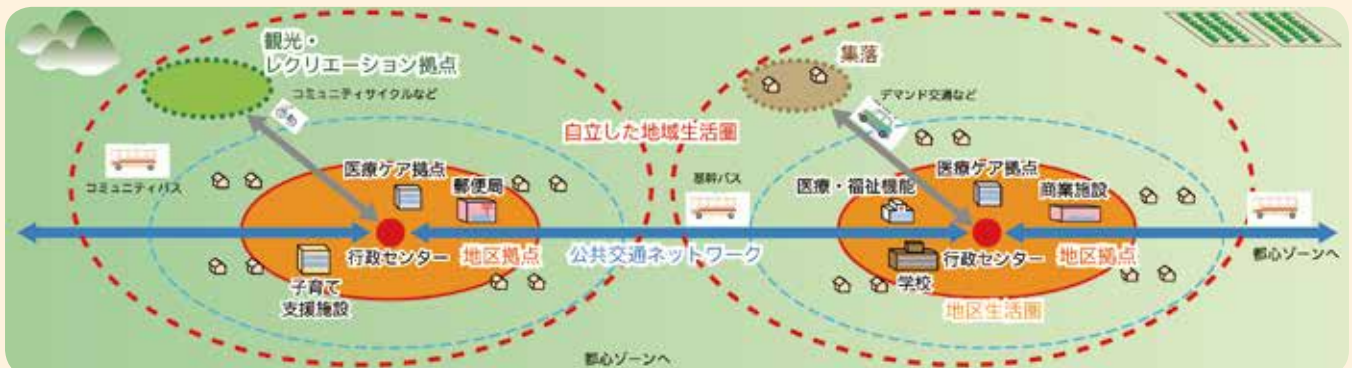 観光・
レクリエーション拠点
コミュニティサイクルなど
集落
デマンド交通など
自立した地域生活圏
コミュニティバス
医療ケア拠点
郵便局
基幹バス
医療・福祉機能
医療ケア拠点
商業施設
行政センター
地区拠点
公共交通ネットワーク
行政センター
地区拠点
都心ゾーンへ
子育て
支援施設
学校
地区生活圏
都心ゾーンへ